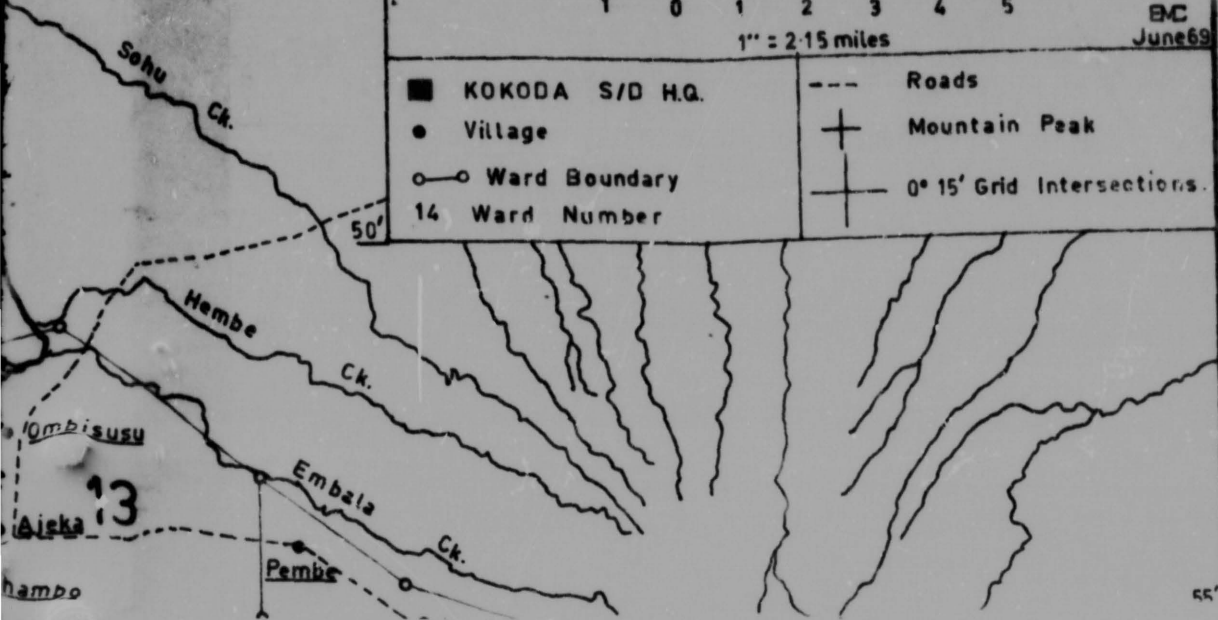 1 0 1 2 3 4 5
EMC
1" = 2·15 miles
June69
KOKODA S/D H.Q.
Village
Ward Boundary
14 Ward Number
Roads
Mountain Peak
0° 15' Grid Intersections.
Sohu Ck.
50'
Hembe Ck.
Ombisusu
13
Embala Ck.
Ajeka
Pembe
hampo
55'